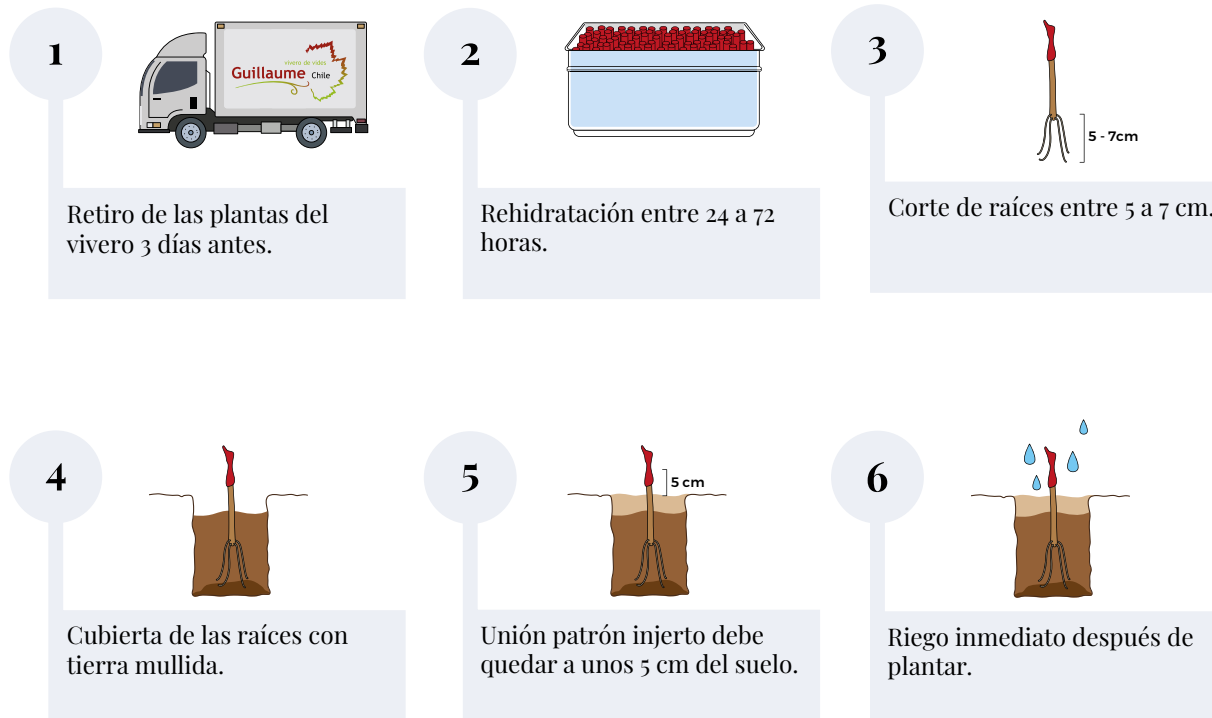 1
vivero de vides
Guillaume Chile
Retiro de las plantas del
vivero 3 días antes.
2
Rehidratación entre 24 a 72
horas.
3
5 - 7cm
Corte de raíces entre 5 a 7 cm.
4
Cubierta de las raíces con
tierra mullida.
5
5 cm
Unión patrón injerto debe
quedar a unos 5 cm del suelo.
6
Riego inmediato después de
plantar.